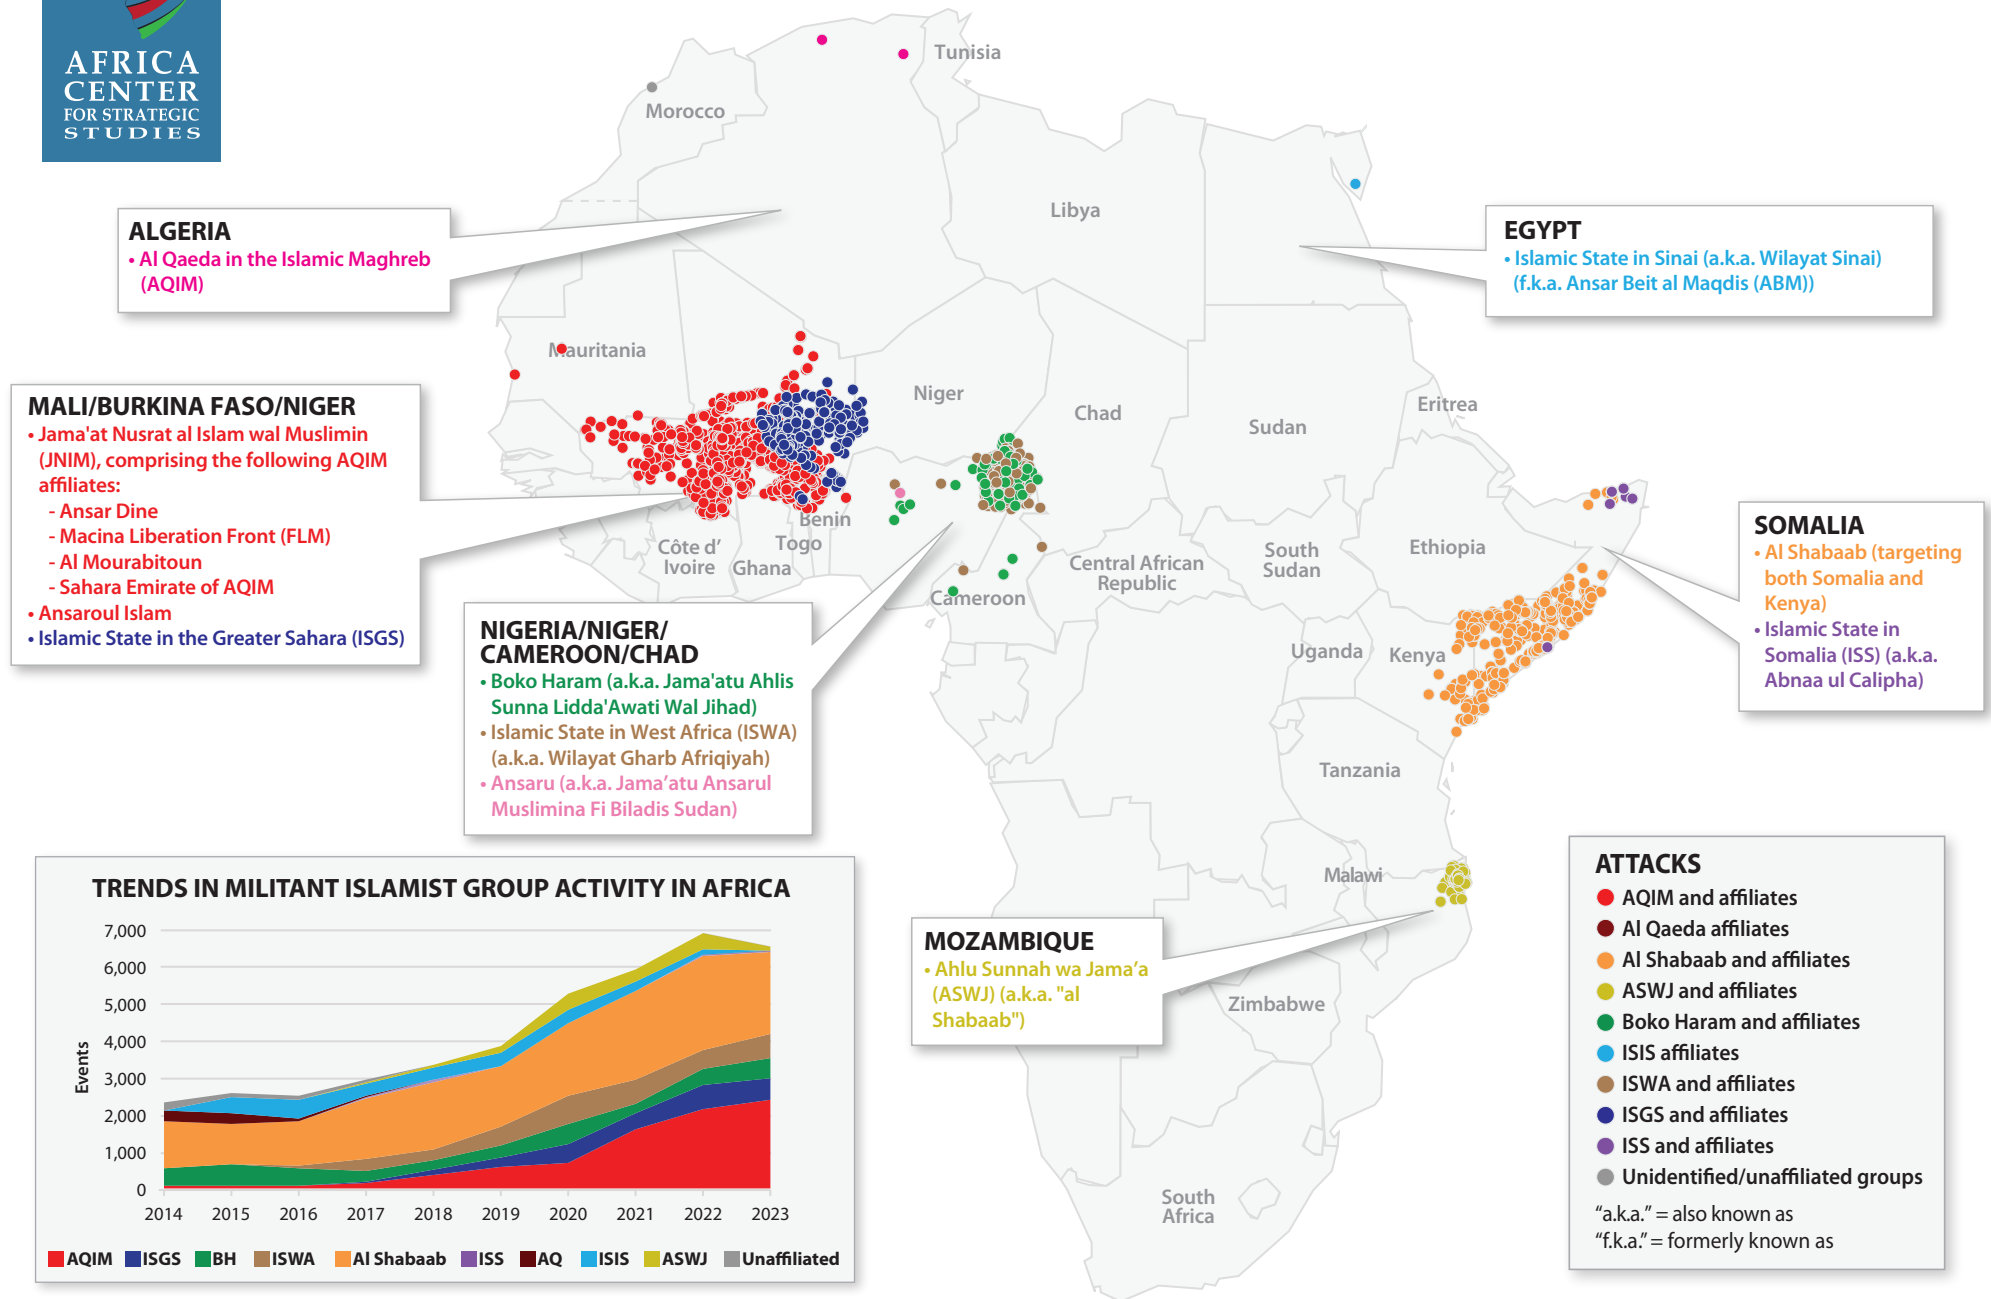 AFRICA
CENTER
FOR STRATEGIC
STUDIES
Tunisia
Morocco
Libya
ALGERIA
• Al Qaeda in the Islamic Maghreb
(AQIM)
EGYPT
• Islamic State in Sinai (a.k.a. Wilayat Sinai)
(f.k.a. Ansar Beit al Maqdis (ABM))
Mauritania
Niger
Chad
Sudan
Eritrea
MALI/BURKINA FASO/NIGER
• Jama'at Nusrat al Islam wal Muslimin
(JNIM), comprising the following AQIM
affiliates:
- Ansar Dine
- Macina Liberation Front (FLM)
- Al Mourabitoun
- Sahara Emirate of AQIM
• Ansaroul Islam
• Islamic State in the Greater Sahara (ISGS)
Benin
Togo
Côte d’
Ivoire
Ghana
Cameroon
Central African
Republic
South
Sudan
Ethiopia
Uganda
Kenya
Tanzania
SOMALIA
• Al Shabaab (targeting
both Somalia and
Kenya)
• Islamic State in
Somalia (ISS) (a.k.a.
Abnaa ul Calipha)
NIGERIA/NIGER/
CAMEROON/CHAD
• Boko Haram (a.k.a. Jama'atu Ahlis
Sunna Lidda'Awati Wal Jihad)
• Islamic State in West Africa (ISWA)
(a.k.a. Wilayat Gharb Afriqiyah)
• Ansaru (a.k.a. Jama’atu Ansarul
Muslimina Fi Biladis Sudan)
Malawi
MOZAMBIQUE
• Ahlu Sunnah wa Jama’a
(ASWJ) (a.k.a. "al
Shabaab")
Zimbabwe
South
Africa
TRENDS IN MILITANT ISLAMIST GROUP ACTIVITY IN AFRICA
Events
7,000
6,000
5,000
4,000
3,000
2,000
1,000
0
2014 2015 2016 2017 2018 2019 2020 2021 2022 2023
AQIM ISGS BH ISWA Al Shabaab ISS AQ ISIS ASWJ Unaffiliated
ATTACKS
AQIM and affiliates
Al Qaeda affiliates
Al Shabaab and affiliates
ASWJ and affiliates
Boko Haram and affiliates
ISIS affiliates
ISWA and affiliates
ISGS and affiliates
ISS and affiliates
Unidentified/unaffiliated groups
“a.k.a.” = also known as
“f.k.a.” = formerly known as